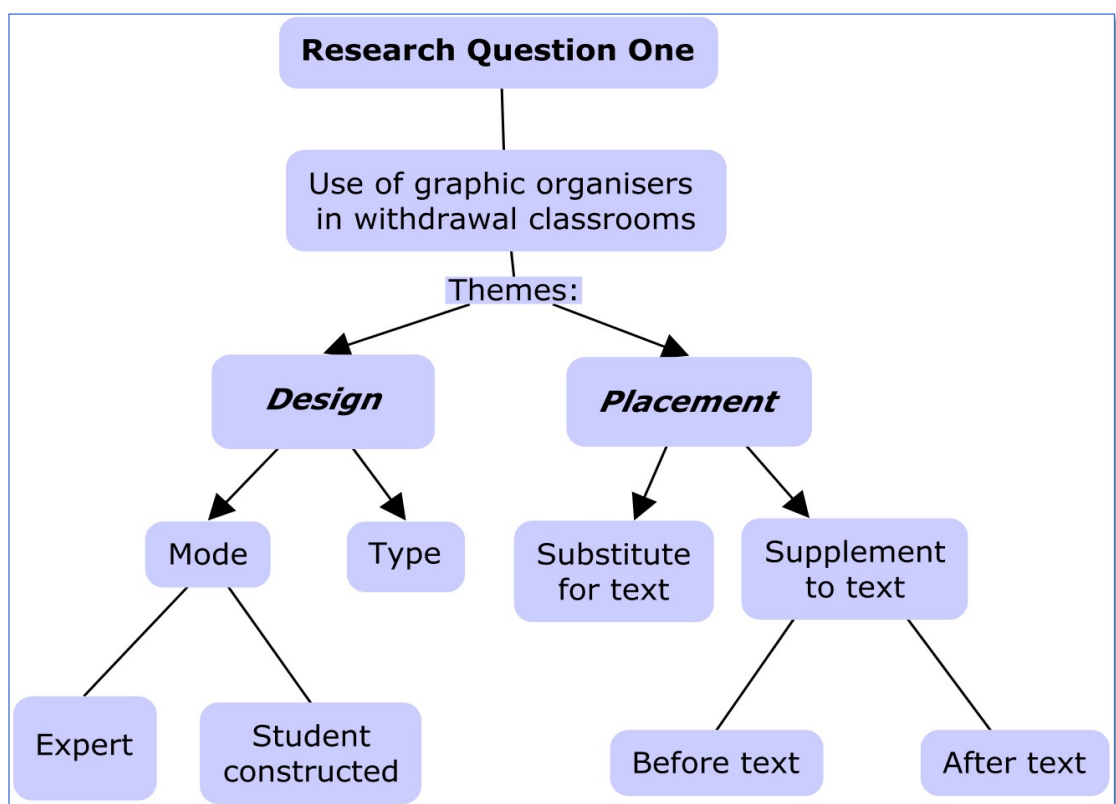 Research Question One
Use of graphic organisers
in withdrawal classrooms
Themes:
Design
Placement
Mode
Type
Substitute
for text
Supplement
to text
Expert
Student
constructed
Before text
After text